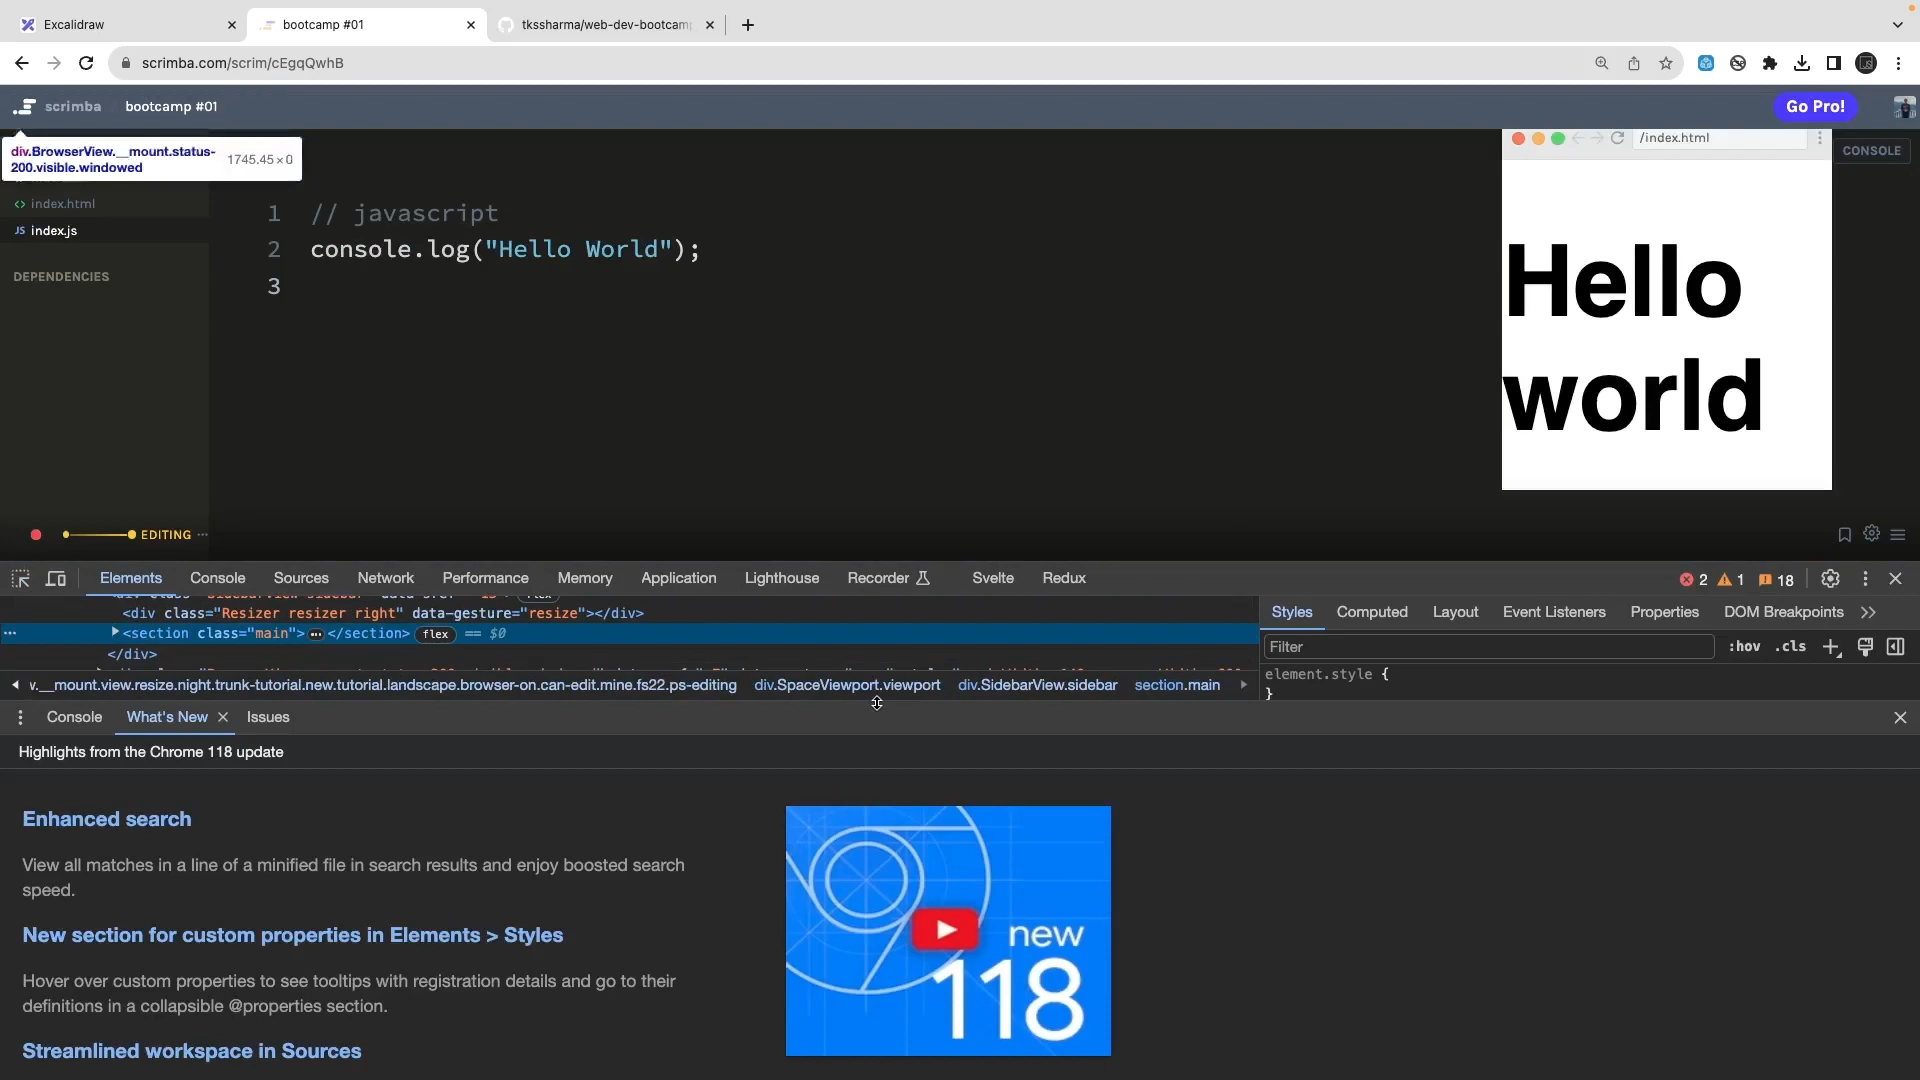 Excalidraw
bootcamp #01
tkssharma/web-dev-bootcamp
scrimba.com/scrim/cEgqQwhB
scrimba bootcamp #01
Go Pro!
div.BrowserView.__mount.status-200.visible.windowed 1745.45×0
/index.html
CONSOLE
<> index.html
JS index.js
DEPENDENCIES
1 // javascript
2 console.log("Hello World");
3
Hello
world
EDITING ...
Elements Console Sources Network Performance Memory Application Lighthouse Recorder Svelte Redux 2 1 18
<div class="Resizer resizer right" data-gesture="resize"></div>
<section class="main"> … </section> flex == $0
</div>
v.__mount.view.resize.night.trunk-tutorial.new.tutorial.landscape.browser-on.can-edit.mine.fs22.ps-editing div.SpaceViewport.viewport div.SidebarView.sidebar section.main
Styles Computed Layout Event Listeners Properties DOM Breakpoints
Filter :hov .cls
element.style {
}
Console What's New Issues
Highlights from the Chrome 118 update
Enhanced search
View all matches in a line of a minified file in search results and enjoy boosted search
speed.
New section for custom properties in Elements > Styles
Hover over custom properties to see tooltips with registration details and go to their
definitions in a collapsible @properties section.
Streamlined workspace in Sources
new
118